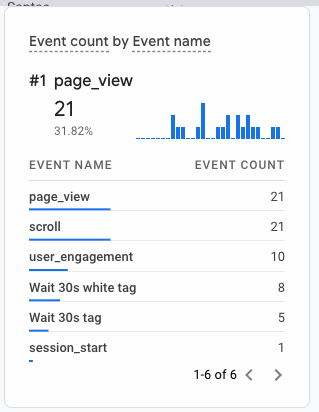 Event count by Event name
#1 page_view
21
31.82%
EVENT NAME EVENT COUNT
page_view 21
scroll 21
user_engagement 10
Wait 30s white tag 8
Wait 30s tag 5
session_start 1
1-6 of 6